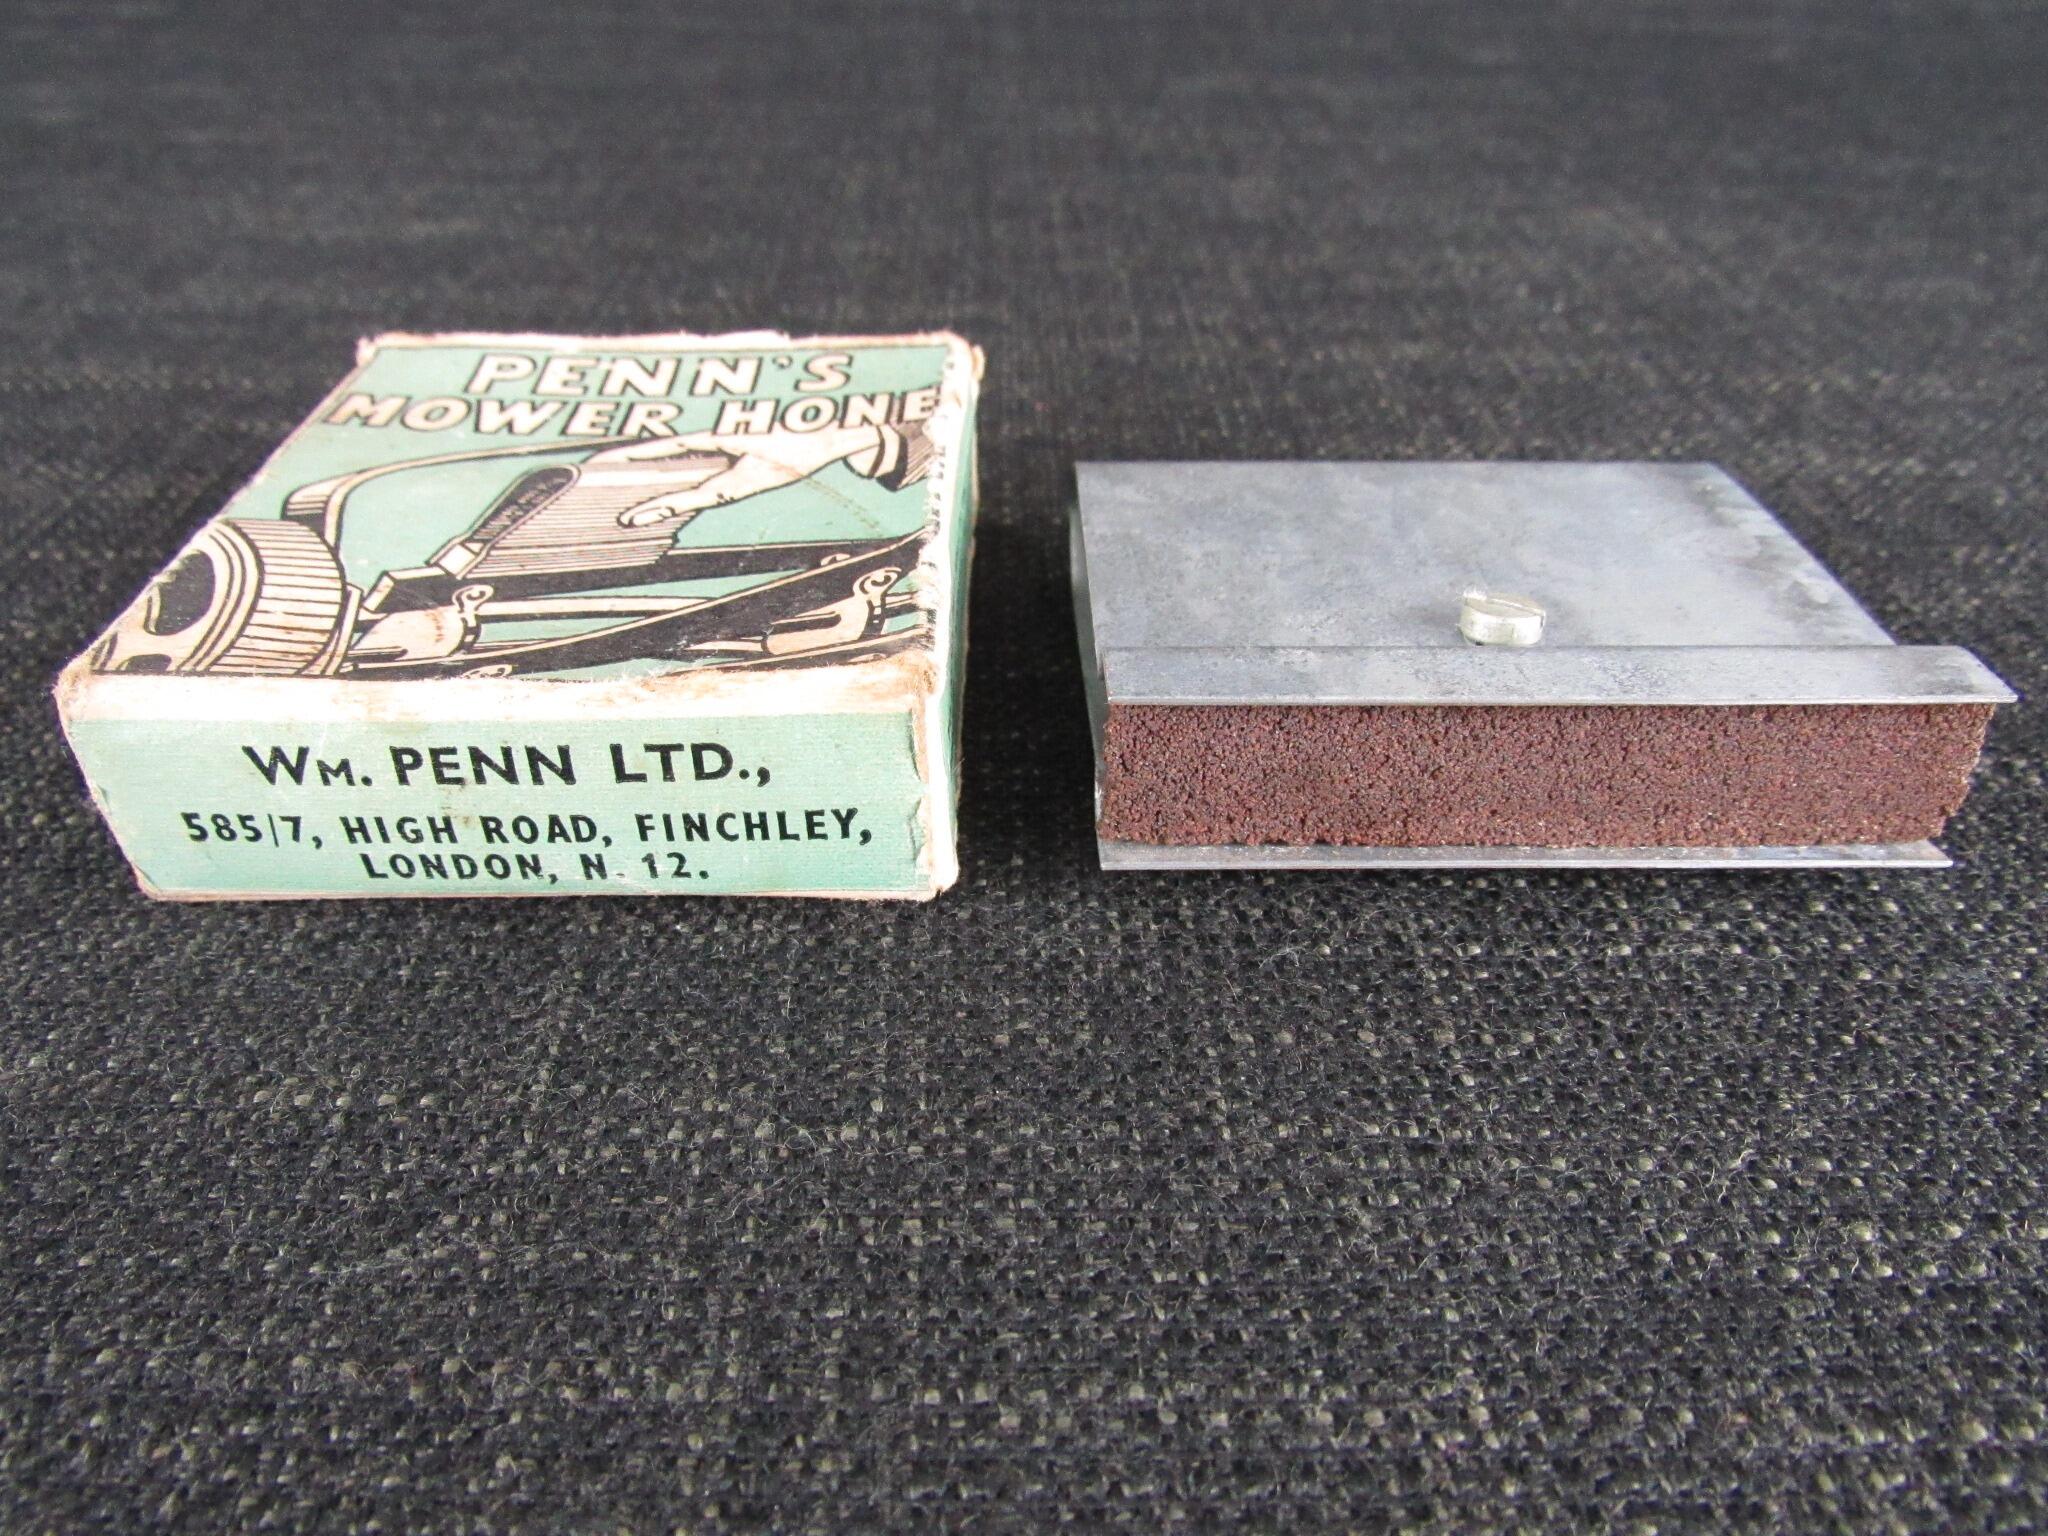 PENN'S
MOWER HONE
WM. PENN LTD.,
585/7, HIGH ROAD, FINCHLEY,
LONDON, N. 12.